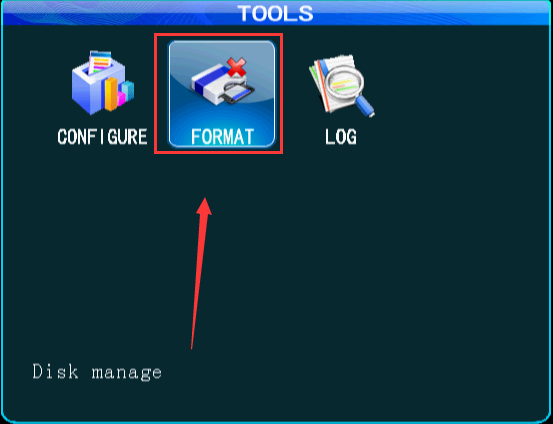 TOOLS
CONFIGURE FORMAT LOG
Disk manage